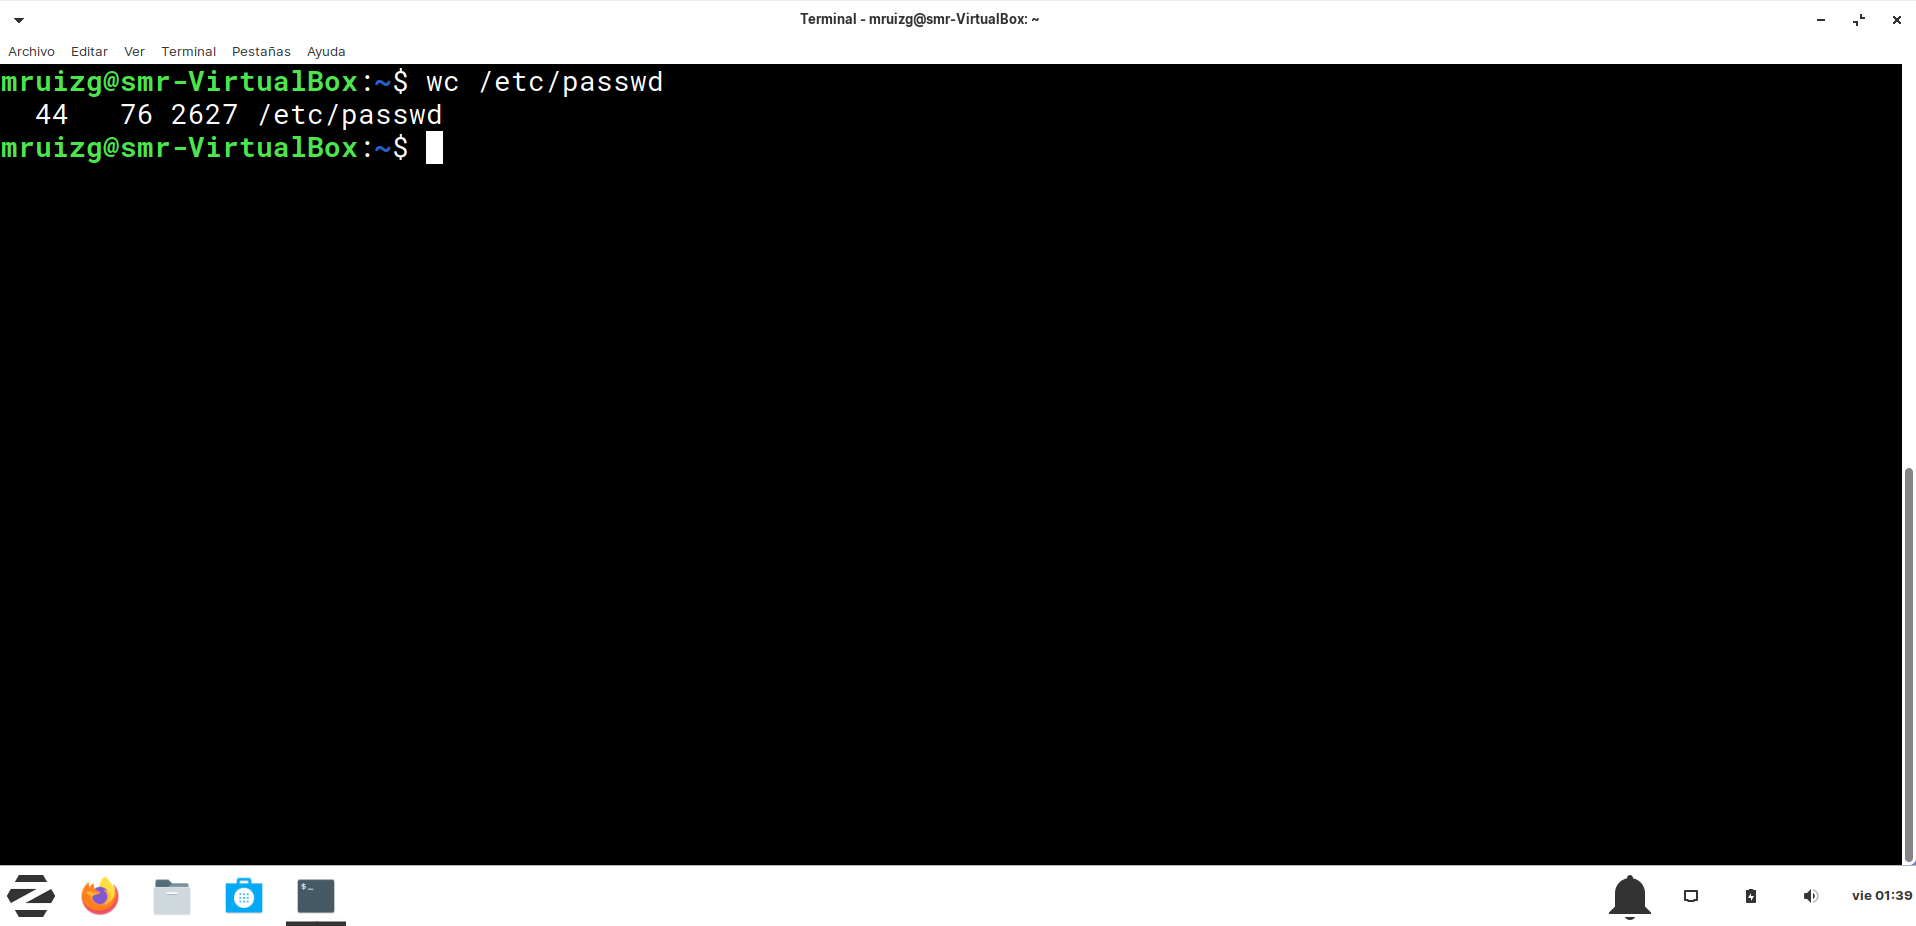 Terminal - mruizg@smr-VirtualBox: ~
Archivo Editar Ver Terminal Pestañas Ayuda
mruizg@smr-VirtualBox:~$ wc /etc/passwd
  44   76 2627 /etc/passwd
mruizg@smr-VirtualBox:~$
$_
vie 01:39